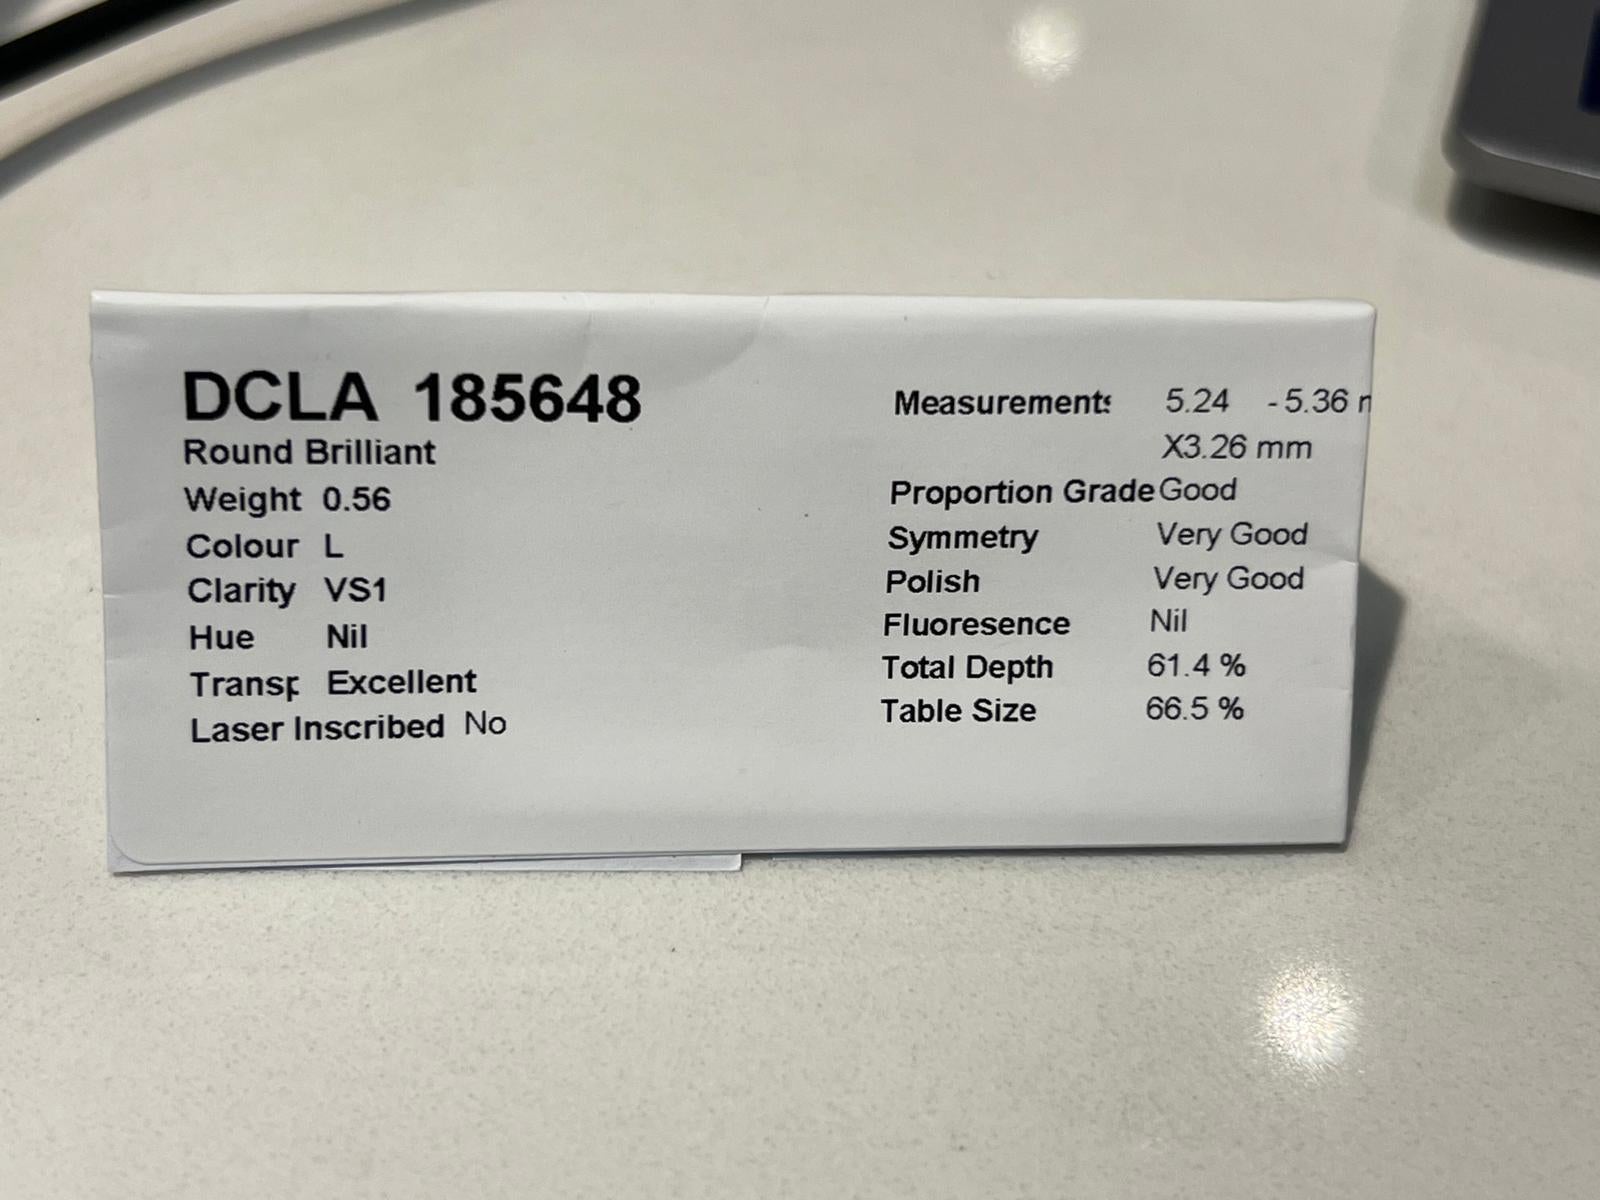 DCLA 185648
Round Brilliant
Weight 0.56
Colour L
Clarity VS1
Hue Nil
Transp Excellent
Laser Inscribed No
Measurements 5.24 - 5.36
X3.26 mm
Proportion Grade Good
Symmetry Very Good
Polish Very Good
Fluoresence Nil
Total Depth 61.4 %
Table Size 66.5 %